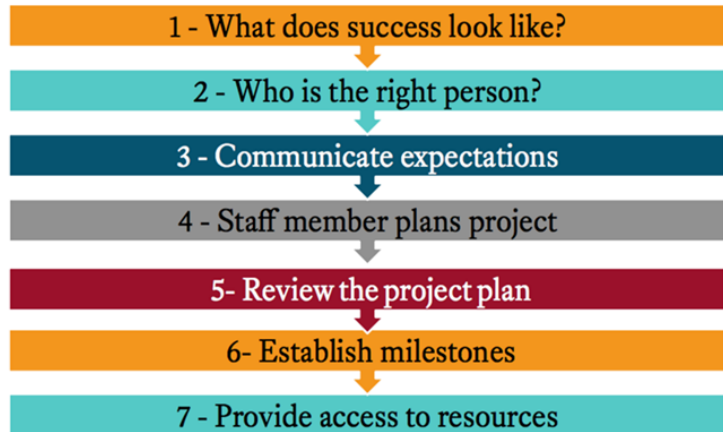 1 - What does success look like?
2 - Who is the right person?
3 - Communicate expectations
4 - Staff member plans project
5- Review the project plan
6- Establish milestones
7 - Provide access to resources